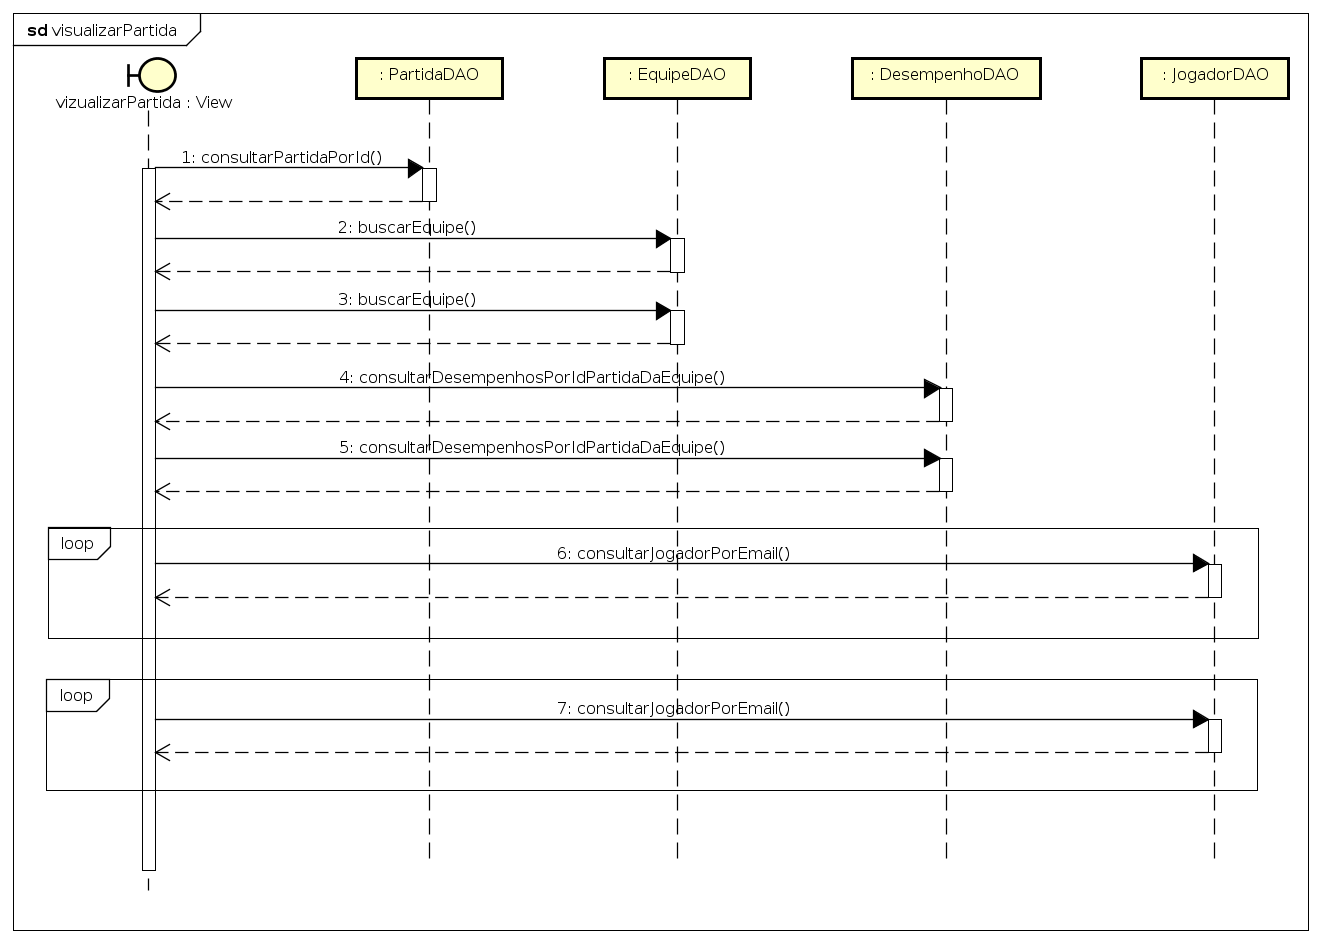 sd visualizarPartida
vizualizarPartida : View
: PartidaDAO
: EquipeDAO
: DesempenhoDAO
: JogadorDAO
1: consultarPartidaPorId()
2: buscarEquipe()
3: buscarEquipe()
4: consultarDesempenhosPorIdPartidaDaEquipe()
5: consultarDesempenhosPorIdPartidaDaEquipe()
loop
6: consultarJogadorPorEmail()
loop
7: consultarJogadorPorEmail()